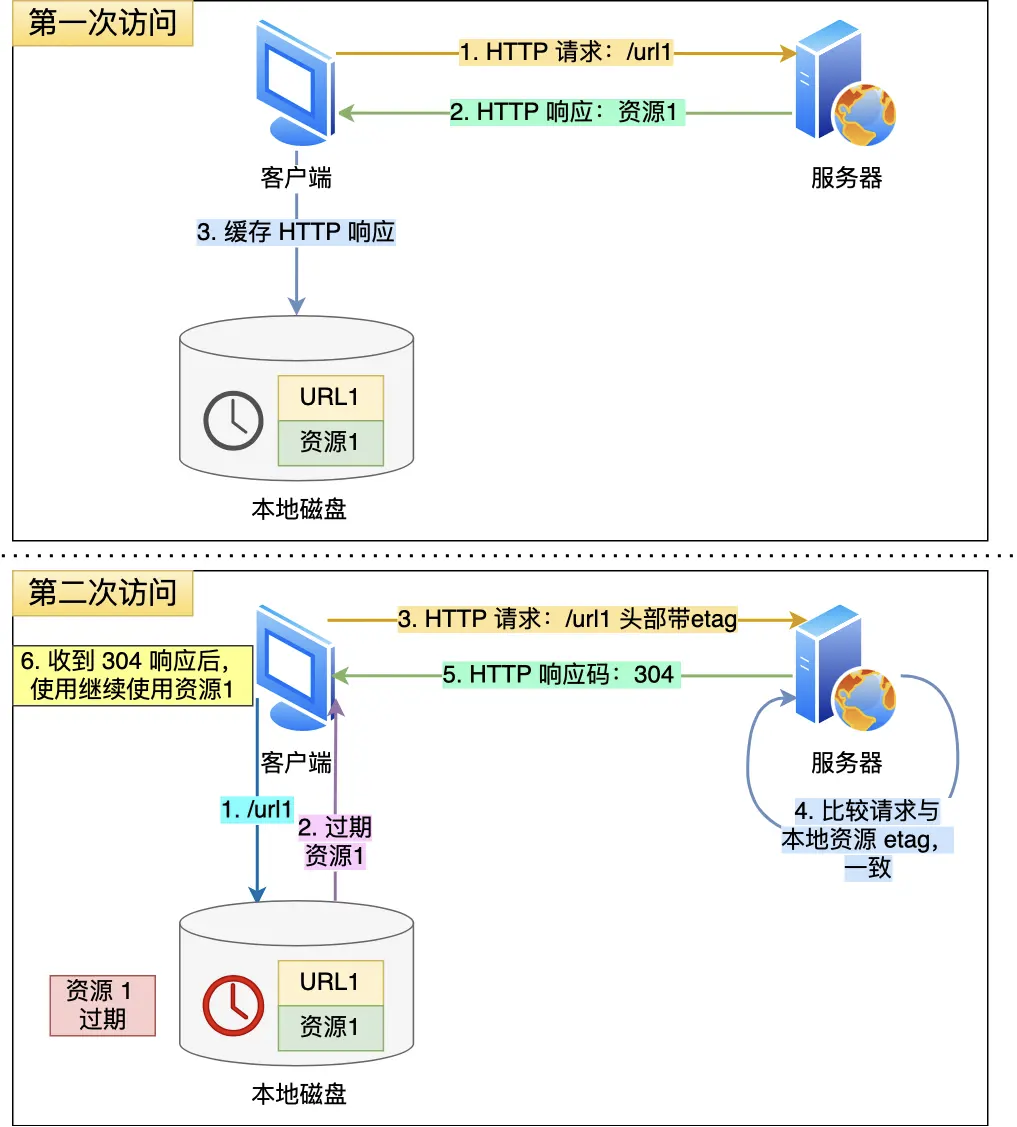 第一次访问
1. HTTP 请求：/url1
2. HTTP 响应：资源1
客户端
服务器
3. 缓存 HTTP 响应
URL1
资源1
本地磁盘
第二次访问
3. HTTP 请求：/url1 头部带etag
6. 收到 304 响应后，
使用继续使用资源1
5. HTTP 响应码：304
客户端
服务器
1. /url1
2. 过期
资源1
4. 比较请求与
本地资源 etag，
一致
资源 1
过期
URL1
资源1
本地磁盘